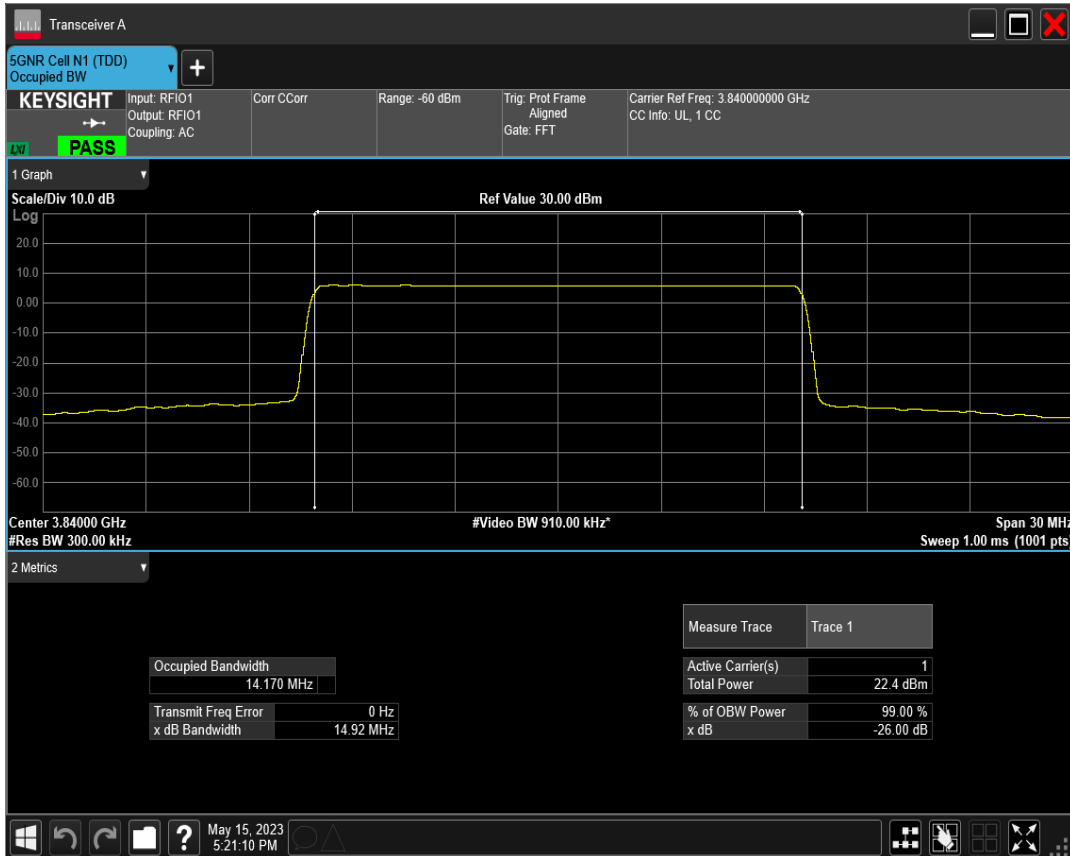 Transceiver A
5GNR Cell N1 (TDD)
Occupied BW
+
KEYSIGHT
LXI
PASS
Input: RFIO1
Output: RFIO1
Coupling: AC
Corr CCorr
Range: -60 dBm
Trig: Prot Frame
Aligned
Gate: FFT
Carrier Ref Freq: 3.840000000 GHz
CC Info: UL, 1 CC
1 Graph
Scale/Div 10.0 dB
Ref Value 30.00 dBm
Log
20.0
10.0
0.00
-10.0
-20.0
-30.0
-40.0
-50.0
-60.0
Center 3.84000 GHz
#Video BW 910.00 kHz*
Span 30 MHz
#Res BW 300.00 kHz
Sweep 1.00 ms (1001 pts)
2 Metrics
Measure Trace Trace 1
Occupied Bandwidth
14.170 MHz
Active Carrier(s) 1
Total Power 22.4 dBm
Transmit Freq Error 0 Hz
x dB Bandwidth 14.92 MHz
% of OBW Power 99.00 %
x dB -26.00 dB
?
May 15, 2023
5:21:10 PM